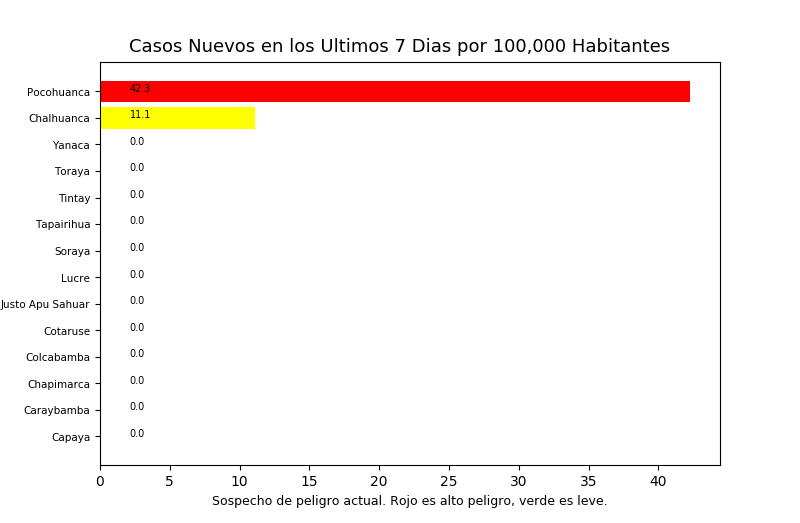 Casos Nuevos en los Ultimos 7 Dias por 100,000 Habitantes
Pocohuanca 42.3
Chalhuanca 11.1
Yanaca 0.0
Toraya 0.0
Tintay 0.0
Tapairihua 0.0
Soraya 0.0
Lucre 0.0
Justo Apu Sahuar 0.0
Cotaruse 0.0
Colcabamba 0.0
Chapimarca 0.0
Caraybamba 0.0
Capaya 0.0
0 5 10 15 20 25 30 35 40
Sospecho de peligro actual. Rojo es alto peligro, verde es leve.